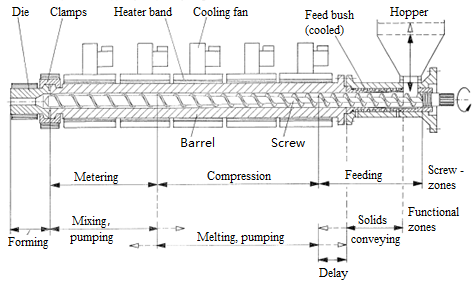 Die Clamps Heater band Cooling fan Feed bush Hopper
(cooled)
Barrel Screw
Metering Compression Feeding Screw -
zones
Mixing, Solids Functional
Forming pumping Melting, pumping conveying zones
Delay